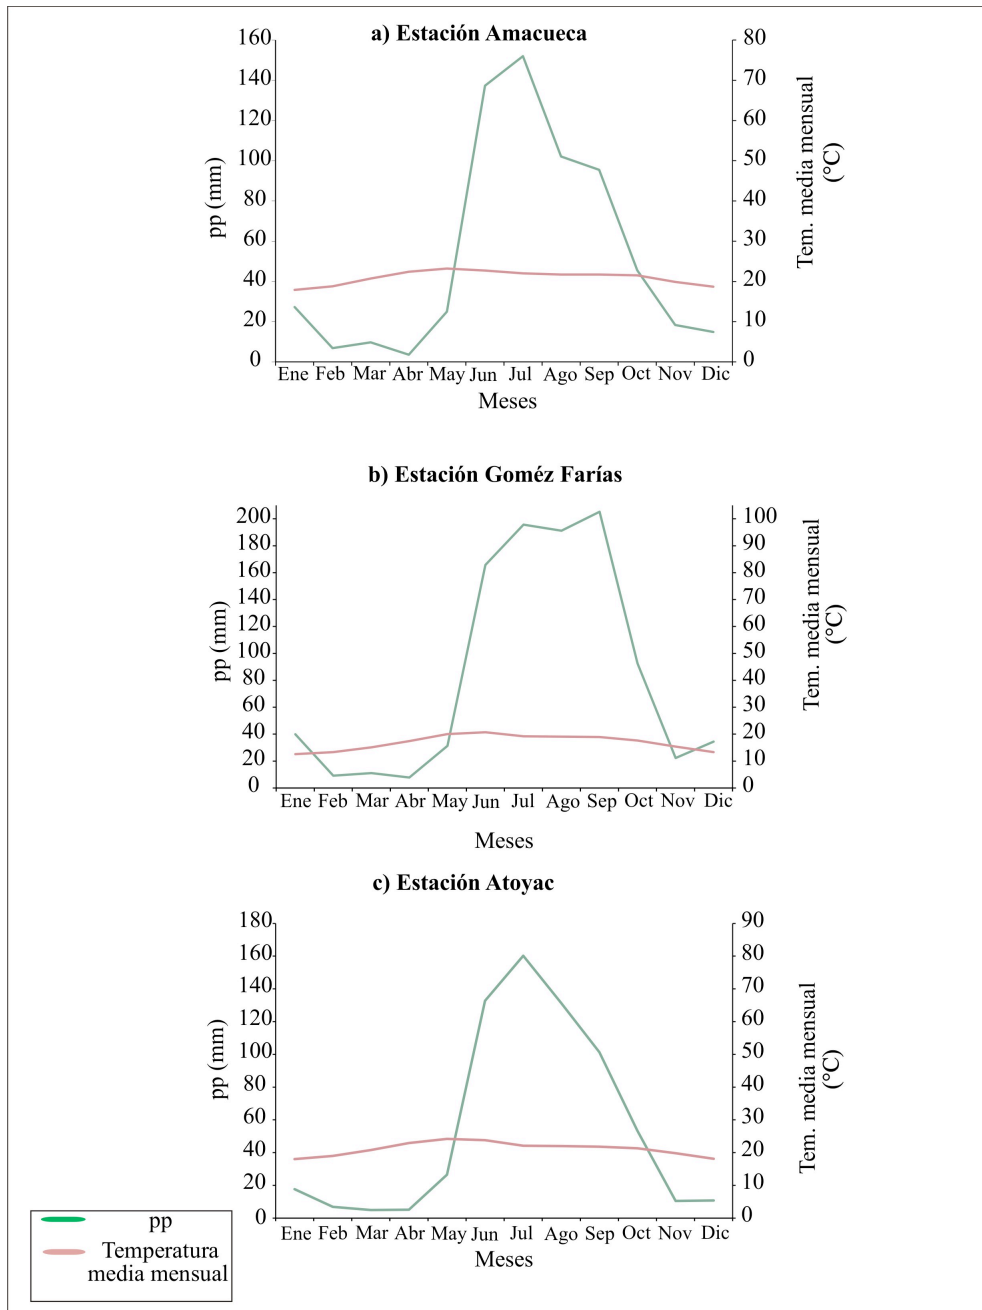 a) Estación Amacueca
160
140
120
100
80
60
40
20
0
pp (mm)
80
70
60
50
40
30
20
10
0
Tem. media mensual
(°C)
Ene Feb Mar Abr May Jun Jul Ago Sep Oct Nov Dic
Meses
b) Estación Goméz Farías
200
180
160
140
120
100
80
60
40
20
0
pp (mm)
100
90
80
70
60
50
40
30
20
10
0
Tem. media mensual
(°C)
Ene Feb Mar Abr May Jun Jul Ago Sep Oct Nov Dic
Meses
c) Estación Atoyac
180
160
140
120
100
80
60
40
20
0
pp (mm)
90
80
70
60
50
40
30
20
10
0
Tem. media mensual
(°C)
Ene Feb Mar Abr May Jun Jul Ago Sep Oct Nov Dic
Meses
pp
Temperatura
media mensual